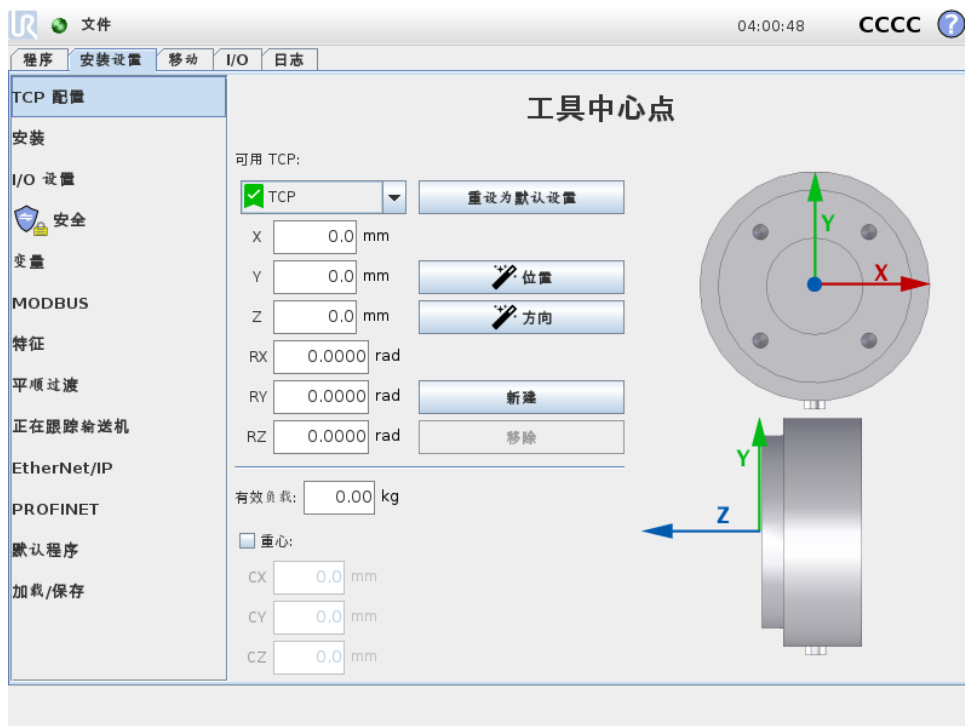 UR 文件 04:00:48 CCCC ?
程序 安装设置 移动 I/O 日志
TCP 配置
安装
I/O 设置
安全
变量
MODBUS
特征
平顺过渡
正在跟踪输送机
EtherNet/IP
PROFINET
默认程序
加载/保存
工具中心点
可用 TCP:
TCP 重设为默认设置
X 0.0 mm
Y 0.0 mm 位置
Z 0.0 mm 方向
RX 0.0000 rad
RY 0.0000 rad 新建
RZ 0.0000 rad 移除
有效负载: 0.00 kg
重心:
CX 0.0 mm
CY 0.0 mm
CZ 0.0 mm
Y
X
Y
Z